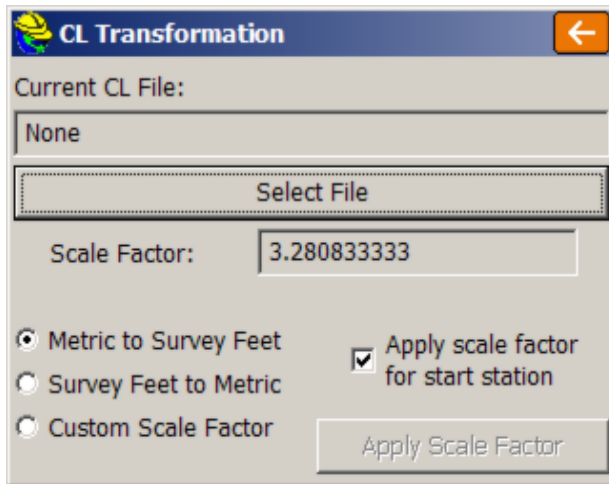 CL Transformation
Current CL File:
None
Select File
Scale Factor: 3.280833333
Metric to Survey Feet
Survey Feet to Metric
Custom Scale Factor
Apply scale factor
for start station
Apply Scale Factor